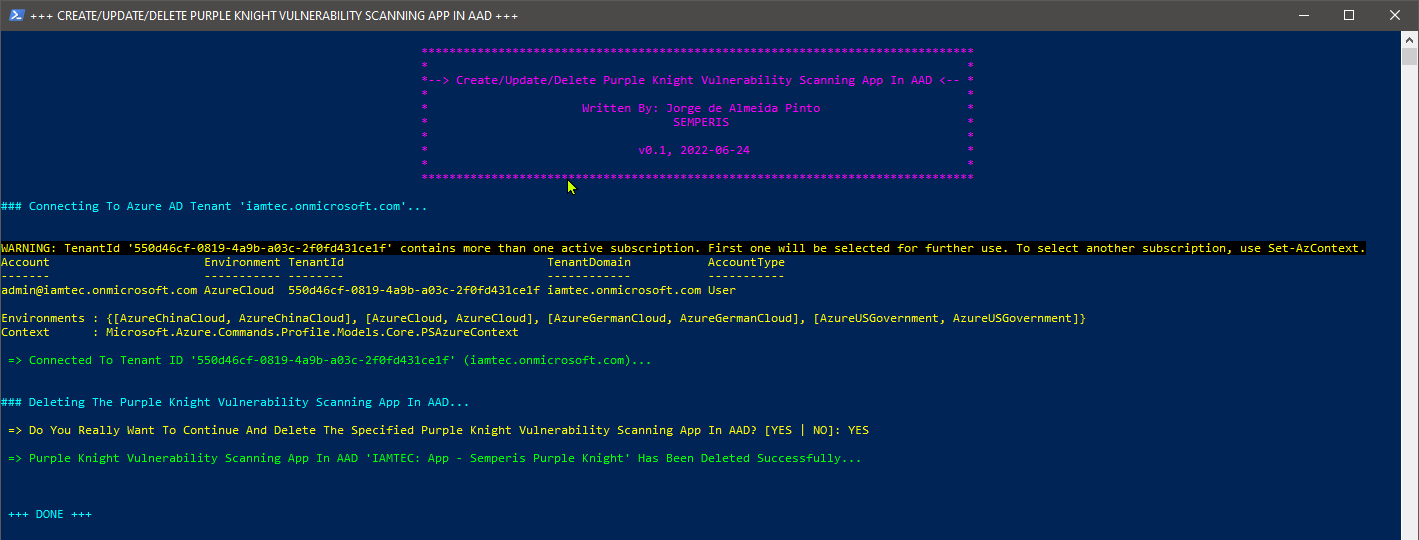 +++ CREATE/UPDATE/DELETE PURPLE KNIGHT VULNERABILITY SCANNING APP IN AAD +++
*******************************************************************************
* *
*--> Create/Update/Delete Purple Knight Vulnerability Scanning App In AAD <-- *
* *
* Written By: Jorge de Almeida Pinto *
* SEMPERIS *
* *
* v0.1, 2022-06-24 *
* *
*******************************************************************************
### Connecting To Azure AD Tenant 'iamtec.onmicrosoft.com'...
WARNING: TenantId '550d46cf-0819-4a9b-a03c-2f0fd431ce1f' contains more than one active subscription. First one will be selected for further use. To select another subscription, use Set-AzContext.
Account Environment TenantId TenantDomain AccountType
------- ----------- -------- ------------ -----------
admin@iamtec.onmicrosoft.com AzureCloud 550d46cf-0819-4a9b-a03c-2f0fd431ce1f iamtec.onmicrosoft.com User
Environments : {[AzureChinaCloud, AzureChinaCloud], [AzureCloud, AzureCloud], [AzureGermanCloud, AzureGermanCloud], [AzureUSGovernment, AzureUSGovernment]}
Context : Microsoft.Azure.Commands.Profile.Models.Core.PSAzureContext
=> Connected To Tenant ID '550d46cf-0819-4a9b-a03c-2f0fd431ce1f' (iamtec.onmicrosoft.com)...
### Deleting The Purple Knight Vulnerability Scanning App In AAD...
=> Do You Really Want To Continue And Delete The Specified Purple Knight Vulnerability Scanning App In AAD? [YES | NO]: YES
=> Purple Knight Vulnerability Scanning App In AAD 'IAMTEC: App - Semperis Purple Knight' Has Been Deleted Successfully...
+++ DONE +++